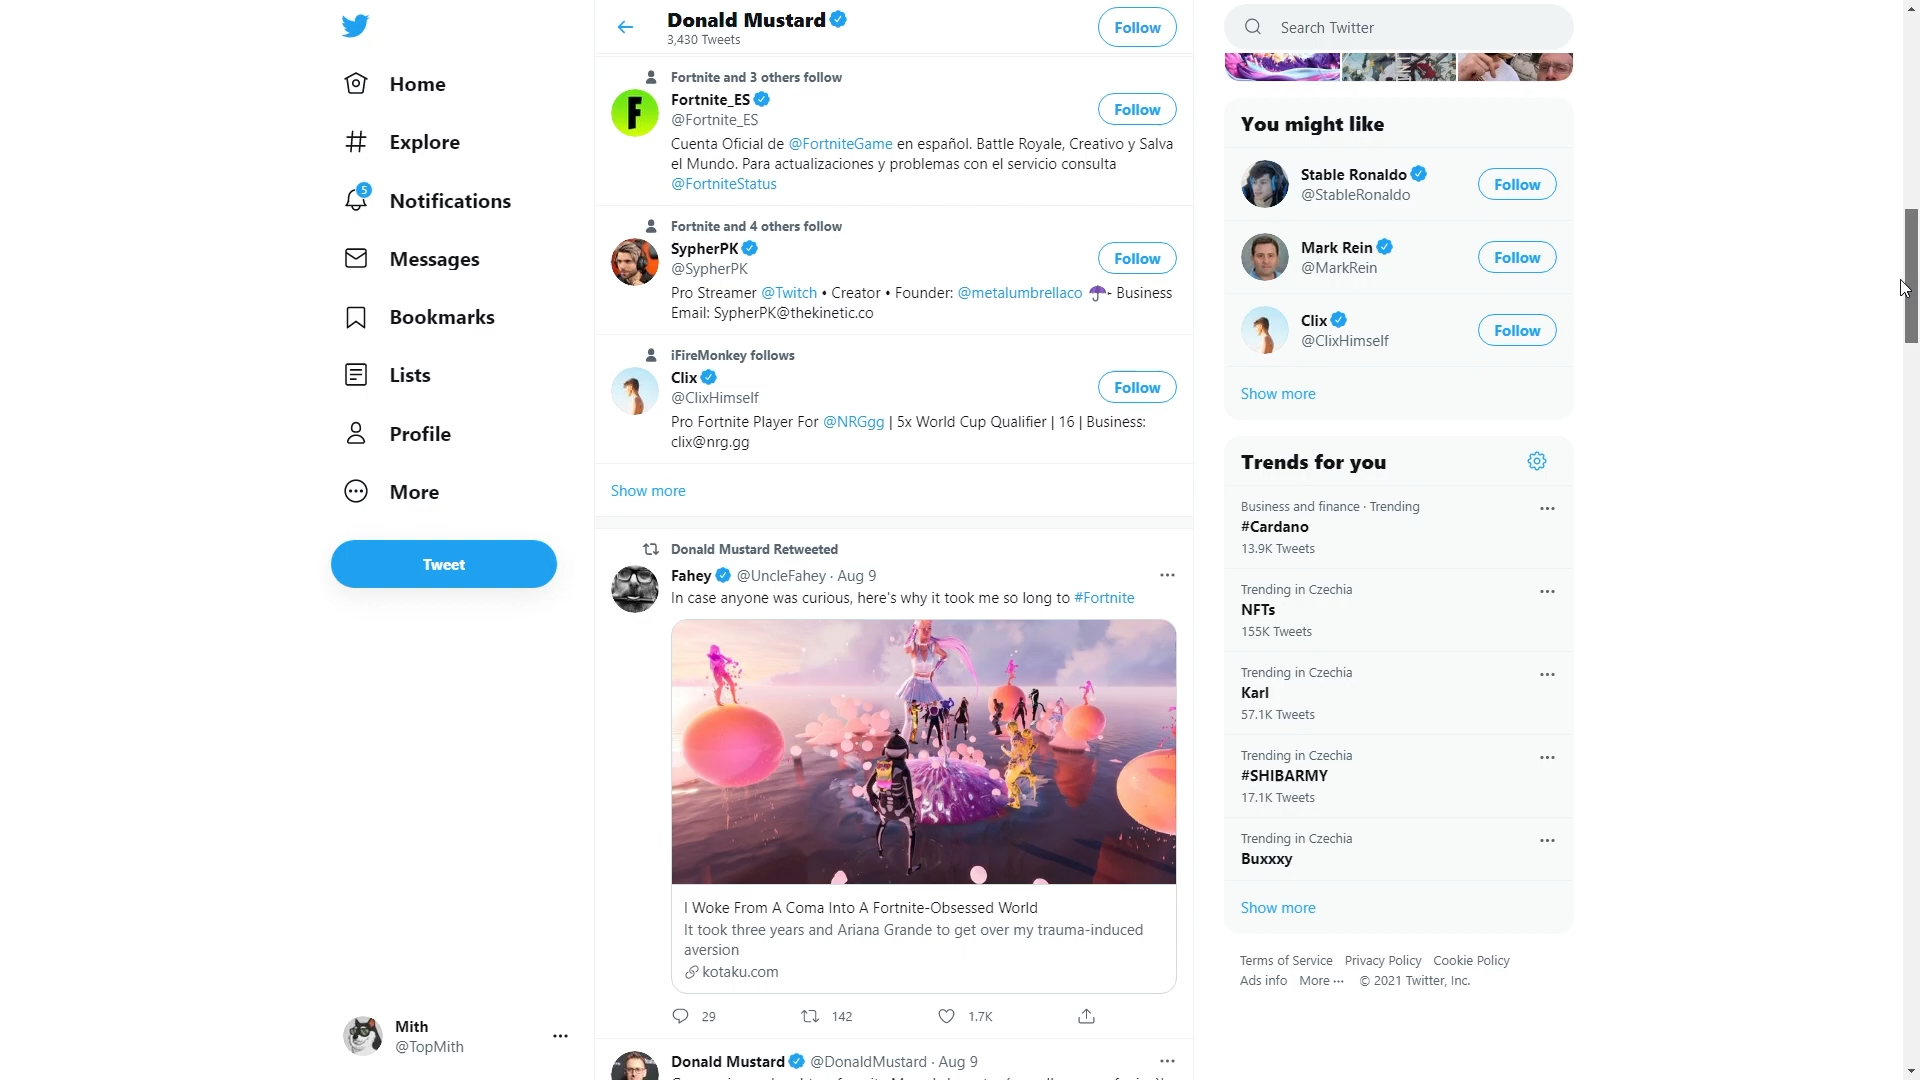 Home
Explore
5
Notifications
Messages
Bookmarks
Lists
Profile
More
Tweet
Mith
@TopMith
Donald Mustard
3,430 Tweets
Follow
Fortnite and 3 others follow
Fortnite_ES
@Fortnite_ES
Follow
Cuenta Oficial de @FortniteGame en español. Battle Royale, Creativo y Salva
el Mundo. Para actualizaciones y problemas con el servicio consulta
@FortniteStatus
Fortnite and 4 others follow
SypherPK
@SypherPK
Follow
Pro Streamer @Twitch • Creator • Founder: @metalumbrellaco ☂️- Business
Email: SypherPK@thekinetic.co
iFireMonkey follows
Clix
@ClixHimself
Follow
Pro Fortnite Player For @NRGgg | 5x World Cup Qualifier | 16 | Business:
clix@nrg.gg
Show more
Donald Mustard Retweeted
Fahey @UncleFahey · Aug 9
In case anyone was curious, here's why it took me so long to #Fortnite
I Woke From A Coma Into A Fortnite-Obsessed World
It took three years and Ariana Grande to get over my trauma-induced
aversion
kotaku.com
29 142 1.7K
Donald Mustard @DonaldMustard · Aug 9
Search Twitter
You might like
Stable Ronaldo
@StableRonaldo
Follow
Mark Rein
@MarkRein
Follow
Clix
@ClixHimself
Follow
Show more
Trends for you
Business and finance · Trending
#Cardano
13.9K Tweets
Trending in Czechia
NFTs
155K Tweets
Trending in Czechia
Karl
57.1K Tweets
Trending in Czechia
#SHIBARMY
17.1K Tweets
Trending in Czechia
Buxxxy
Show more
Terms of Service Privacy Policy Cookie Policy
Ads info More ··· © 2021 Twitter, Inc.